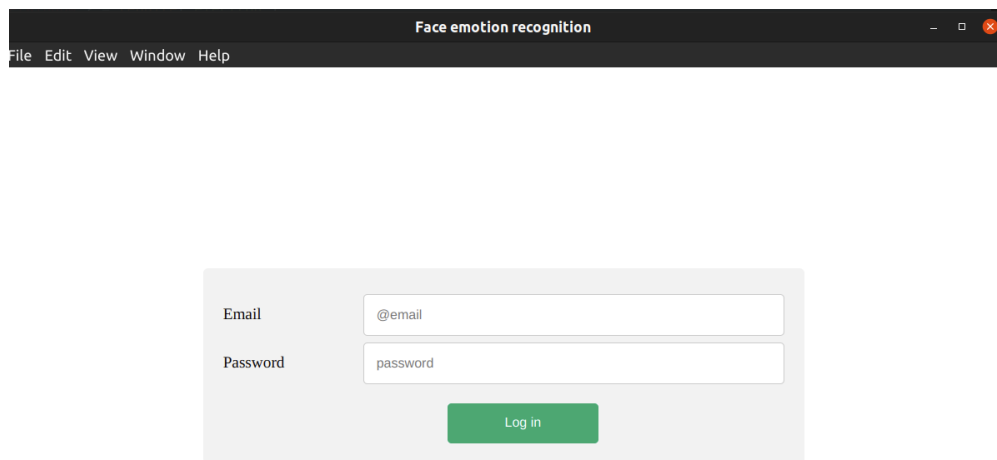 Face emotion recognition
File Edit View Window Help
Email @email
Password password
Log in